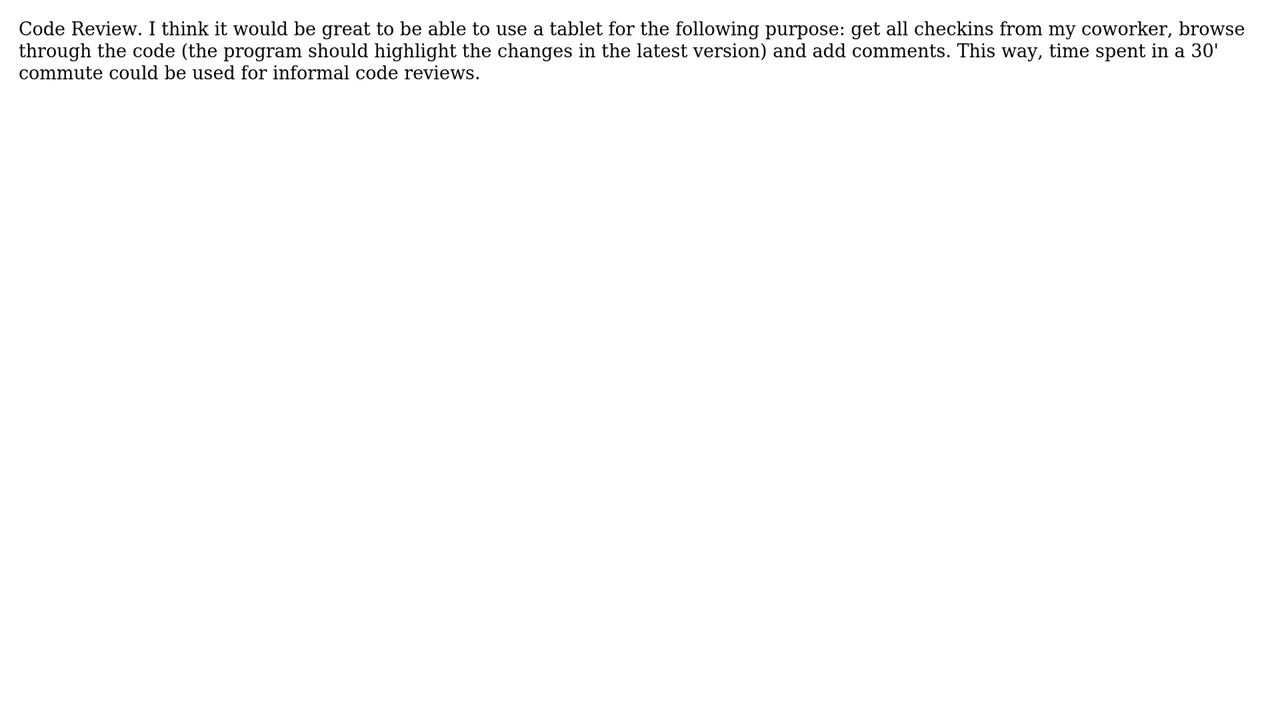 Code Review. I think it would be great to be able to use a tablet for the following purpose: get all checkins from my coworker, browse
through the code (the program should highlight the changes in the latest version) and add comments. This way, time spent in a 30'
commute could be used for informal code reviews.